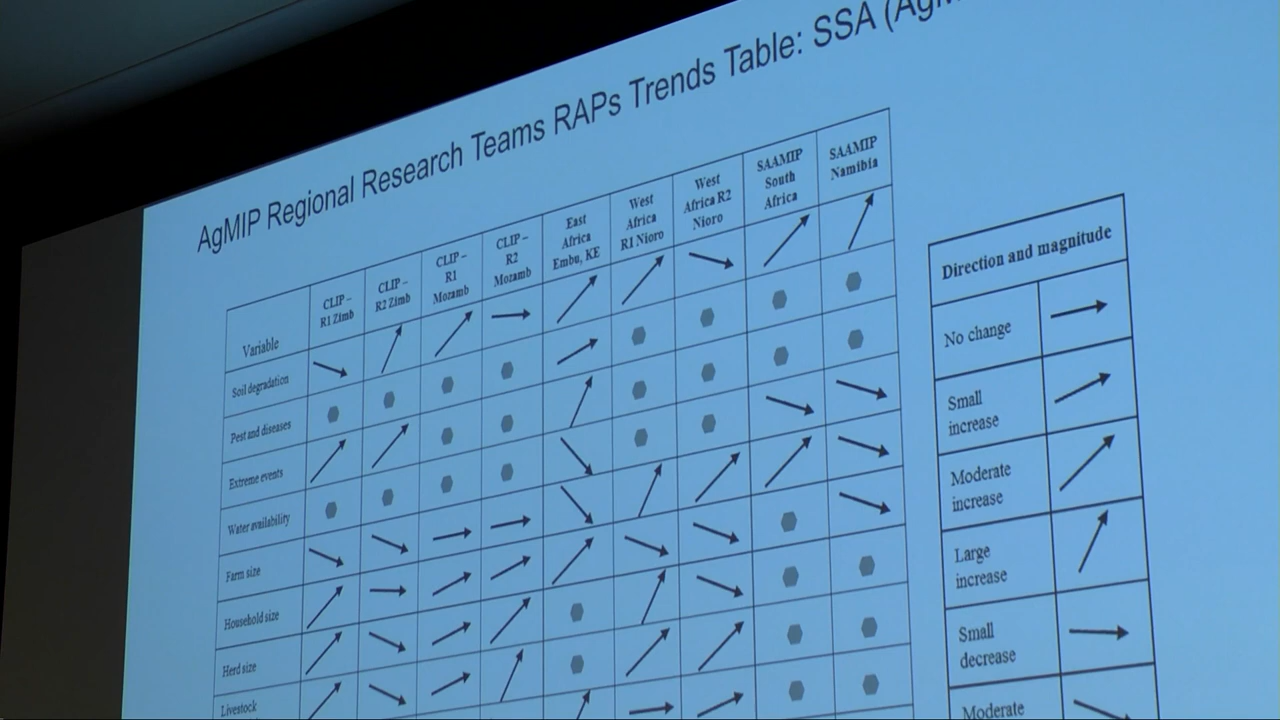 AgMIP Regional Research Teams RAPs Trends Table: SSA (AgM
Variable
CLIP –
R1 Zimb
CLIP –
R2 Zimb
CLIP –
R1
Mozamb
CLIP –
R2
Mozamb
East
Africa
Embu, KE
West
Africa
R1 Nioro
West
Africa R2
Nioro
SAAMIP
South
Africa
SAAMIP
Namibia
Soil degradation
Pest and diseases
Extreme events
Water availability
Farm size
Household size
Herd size
Livestock
Direction and magnitude
No change
Small
increase
Moderate
increase
Large
increase
Small
decrease
Moderate